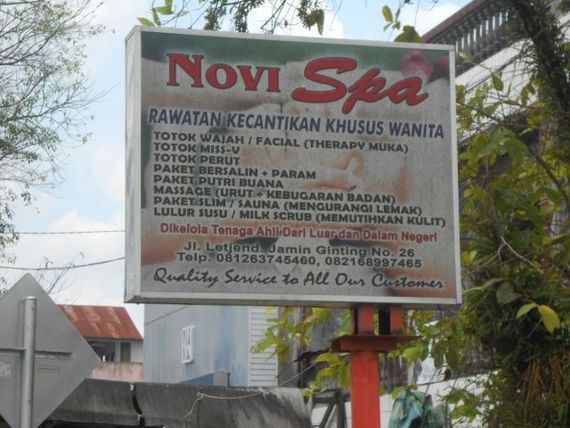 NOVI Spa
RAWATAN KECANTIKAN KHUSUS WANITA
TOTOK WAJAH / FACIAL (THERAPY MUKA)
TOTOK MISS-V
TOTOK PERUT
PAKET BERSALIN + PARAM
PAKET PUTRI BUANA
MASSAGE (URUT + KEBUGARAN BADAN)
PAKET SLIM / SAUNA (MENGURANGI LEMAK)
LULUR SUSU / MILK SCRUB (MEMUTIHKAN KULIT)
Dikelola Tenaga Ahli Dari Luar dan Dalam Negeri
Jl. Letjend. Jamin Ginting No. 26
Telp. 081263745460, 082168997465
Quality Service to All Our Customer